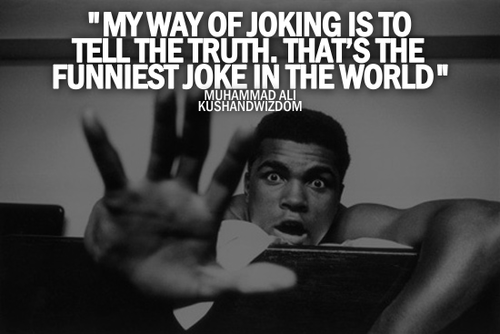 "MY WAY OF JOKING IS TO
TELL THE TRUTH. THAT'S THE
FUNNIEST JOKE IN THE WORLD"
MUHAMMAD ALI
KUSHANDWIZDOM